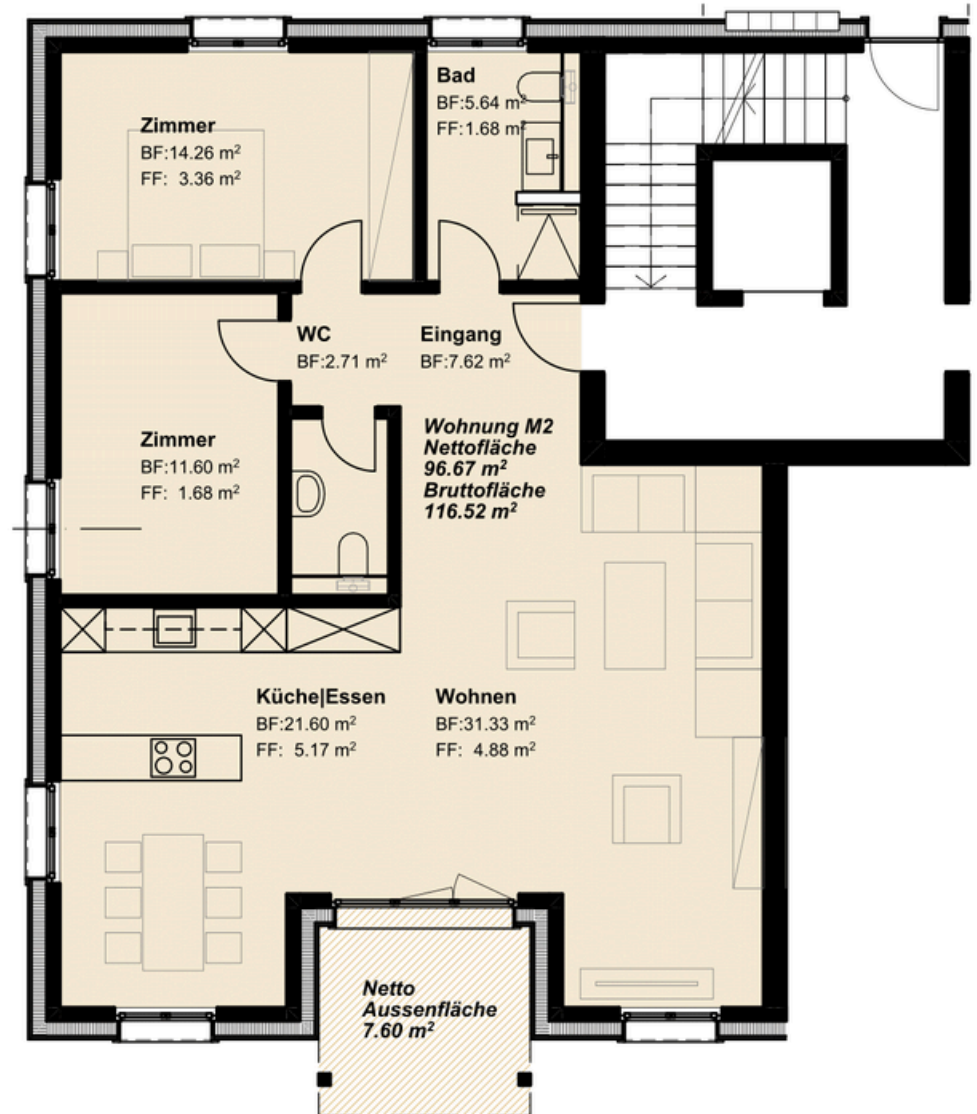 Zimmer
BF:14.26 m²
FF: 3.36 m²
Bad
BF:5.64 m²
FF:1.68 m²
WC
BF:2.71 m²
Eingang
BF:7.62 m²
Zimmer
BF:11.60 m²
FF: 1.68 m²
Wohnung M2
Nettofläche
96.67 m²
Bruttofläche
116.52 m²
Küche|Essen
BF:21.60 m²
FF: 5.17 m²
Wohnen
BF:31.33 m²
FF: 4.88 m²
Netto
Aussenfläche
7.60 m²